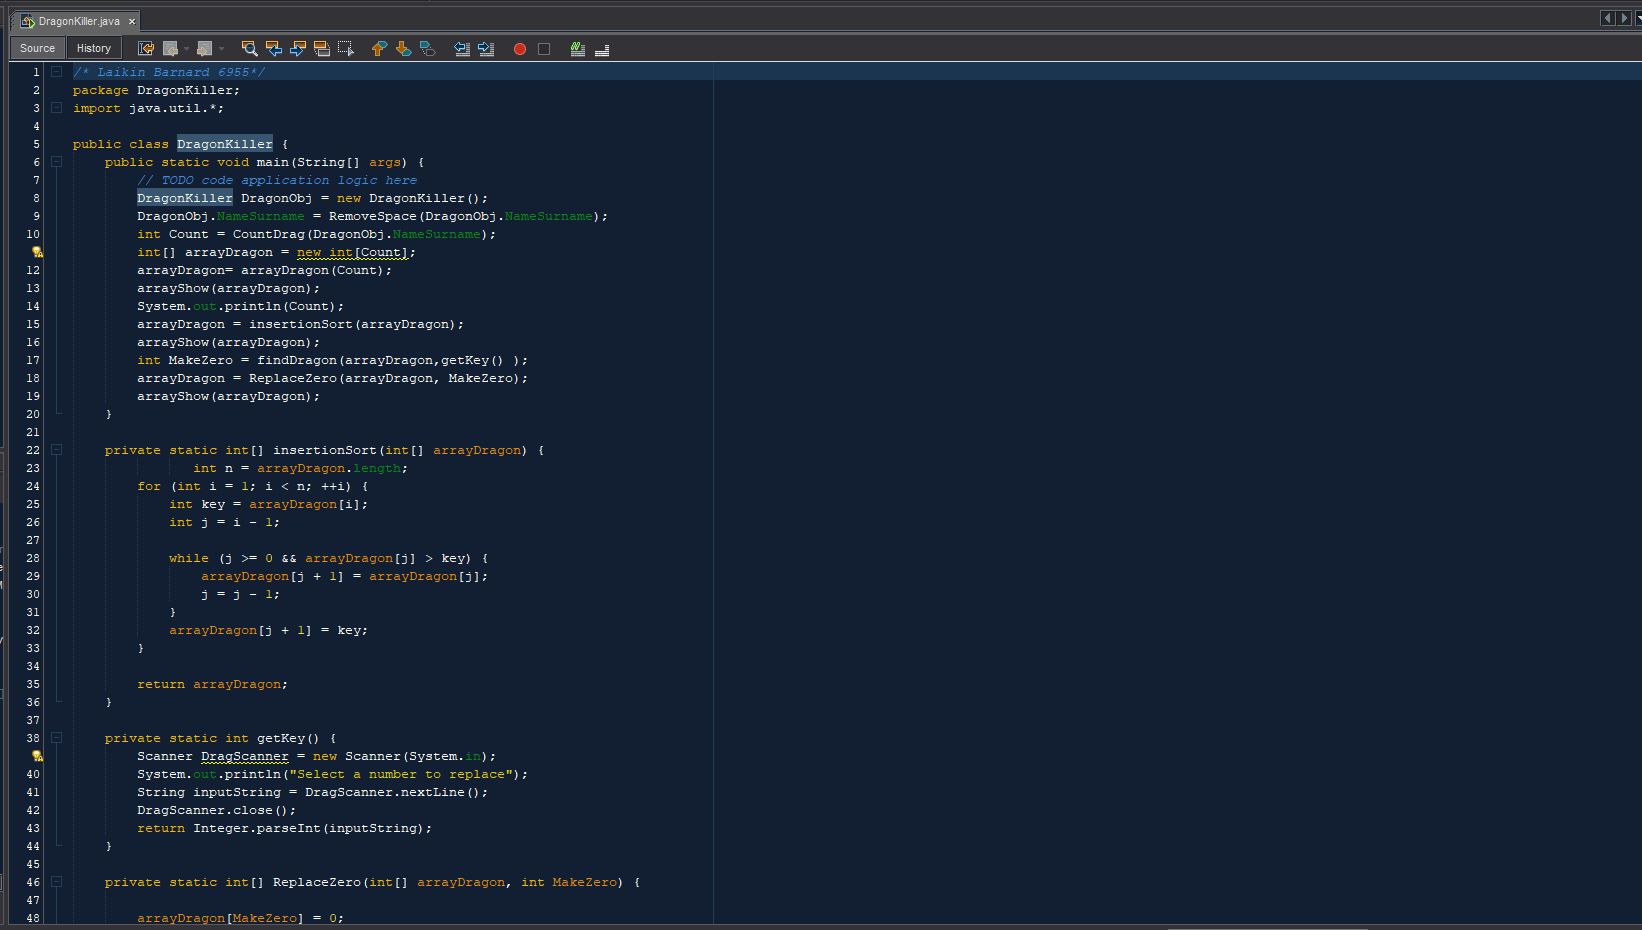 DragonKiller.java ×
Source History
1 /* Laikin Barnard 6955*/
2 package DragonKiller;
3 import java.util.*;
4
5 public class DragonKiller {
6 public static void main(String[] args) {
7 // TODO code application logic here
8 DragonKiller DragonObj = new DragonKiller();
9 DragonObj.NameSurname = RemoveSpace(DragonObj.NameSurname);
10 int Count = CountDrag(DragonObj.NameSurname);
int[] arrayDragon = new int[Count];
12 arrayDragon= arrayDragon(Count);
13 arrayShow(arrayDragon);
14 System.out.println(Count);
15 arrayDragon = insertionSort(arrayDragon);
16 arrayShow(arrayDragon);
17 int MakeZero = findDragon(arrayDragon,getKey() );
18 arrayDragon = ReplaceZero(arrayDragon, MakeZero);
19 arrayShow(arrayDragon);
20 }
21
22 private static int[] insertionSort(int[] arrayDragon) {
23 int n = arrayDragon.length;
24 for (int i = 1; i < n; ++i) {
25 int key = arrayDragon[i];
26 int j = i - 1;
27
28 while (j >= 0 && arrayDragon[j] > key) {
29 arrayDragon[j + 1] = arrayDragon[j];
30 j = j - 1;
31 }
32 arrayDragon[j + 1] = key;
33 }
34
35 return arrayDragon;
36 }
37
38 private static int getKey() {
Scanner DragScanner = new Scanner(System.in);
40 System.out.println("Select a number to replace");
41 String inputString = DragScanner.nextLine();
42 DragScanner.close();
43 return Integer.parseInt(inputString);
44 }
45
46 private static int[] ReplaceZero(int[] arrayDragon, int MakeZero) {
47
48 arrayDragon[MakeZero] = 0;